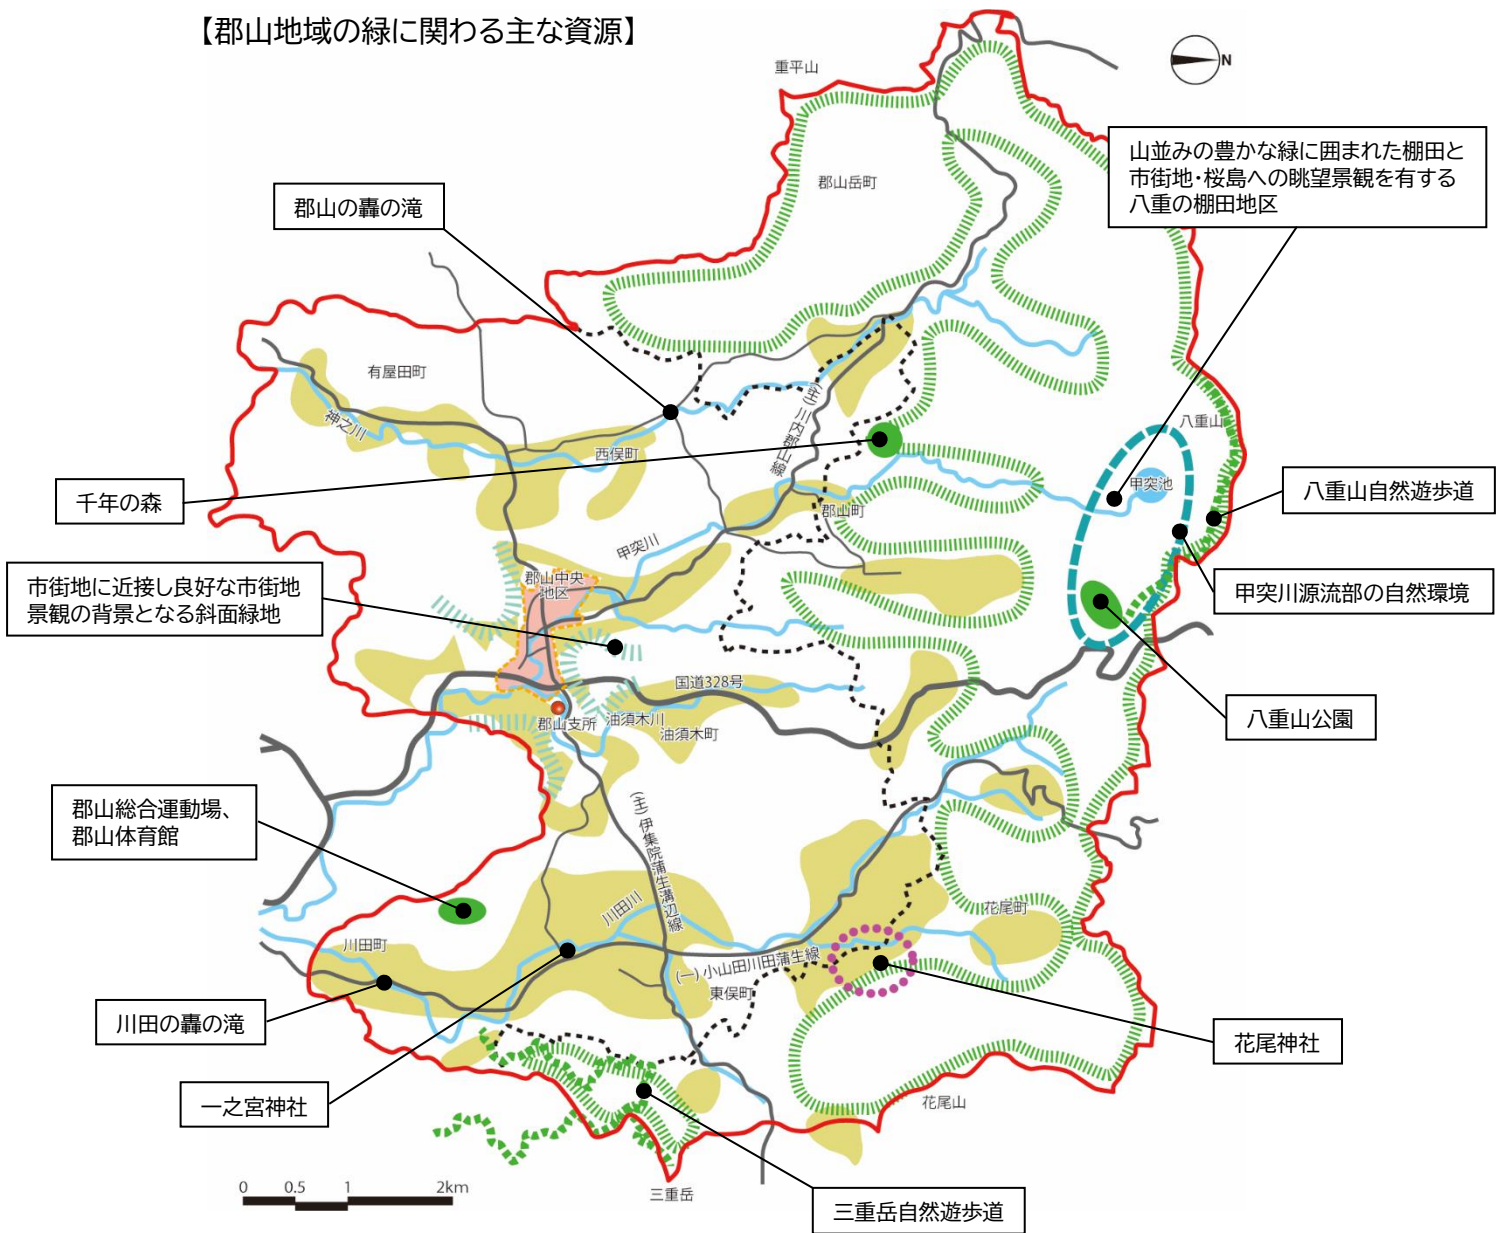 【郡山地域の緑に関わる主な資源】
重平山
N
山並みの豊かな緑に囲まれた棚田と
市街地・桜島への眺望景観を有する
八重の棚田地区
郡山の轟の滝
郡山岳町
有屋田町
神之川
西俣町
(主)川内郡山線
八重山
甲突池
八重山自然遊歩道
千年の森
郡山町
甲突川
郡山中央
地区
市街地に近接し良好な市街地
景観の背景となる斜面緑地
甲突川源流部の自然環境
国道328号
八重山公園
郡山支所
油須木川
油須木町
郡山総合運動場、
郡山体育館
(主)伊集院蒲生溝辺線
川田川
花尾町
川田町
(一)小山田川田蒲生線
東俣町
川田の轟の滝
花尾神社
一之宮神社
花尾山
三重岳
三重岳自然遊歩道
0 0.5 1 2km